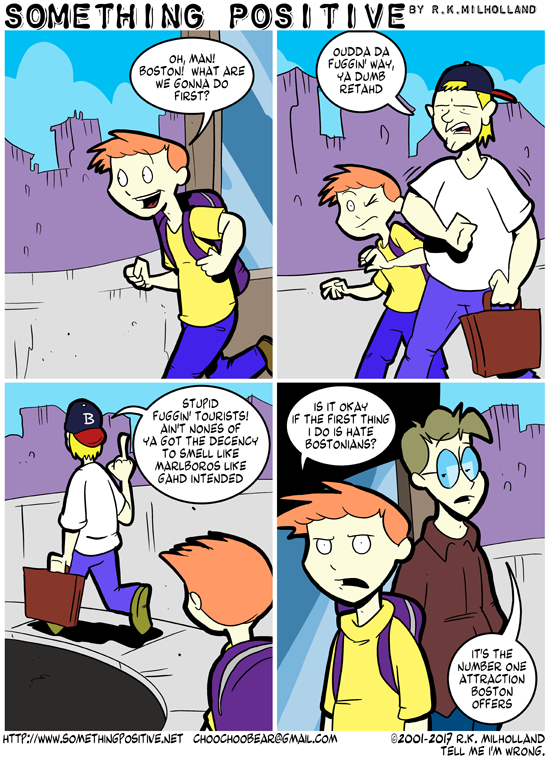 SOMETHING POSITIVE BY R.K.MILHOLLAND
OH, MAN!
BOSTON! WHAT ARE
WE GONNA DO
FIRST?
OUDDA DA
FUGGIN' WAY,
YA DUMB
RETAHD
B
STUPID
FUGGIN' TOURISTS!
AIN'T NONES OF
YA GOT THE DECENCY
TO SMELL LIKE
MARLBOROS LIKE
GAHD INTENDED
IS IT OKAY
IF THE FIRST THING
I DO IS HATE
BOSTONIANS?
IT'S THE
NUMBER ONE
ATTRACTION
BOSTON
OFFERS
HTTP://WWW.SOMETHINGPOSITIVE.NET CHOOCHOOBEAR@GMAIL.COM ©2001-2017 R.K. MILHOLLAND
TELL ME I'M WRONG.